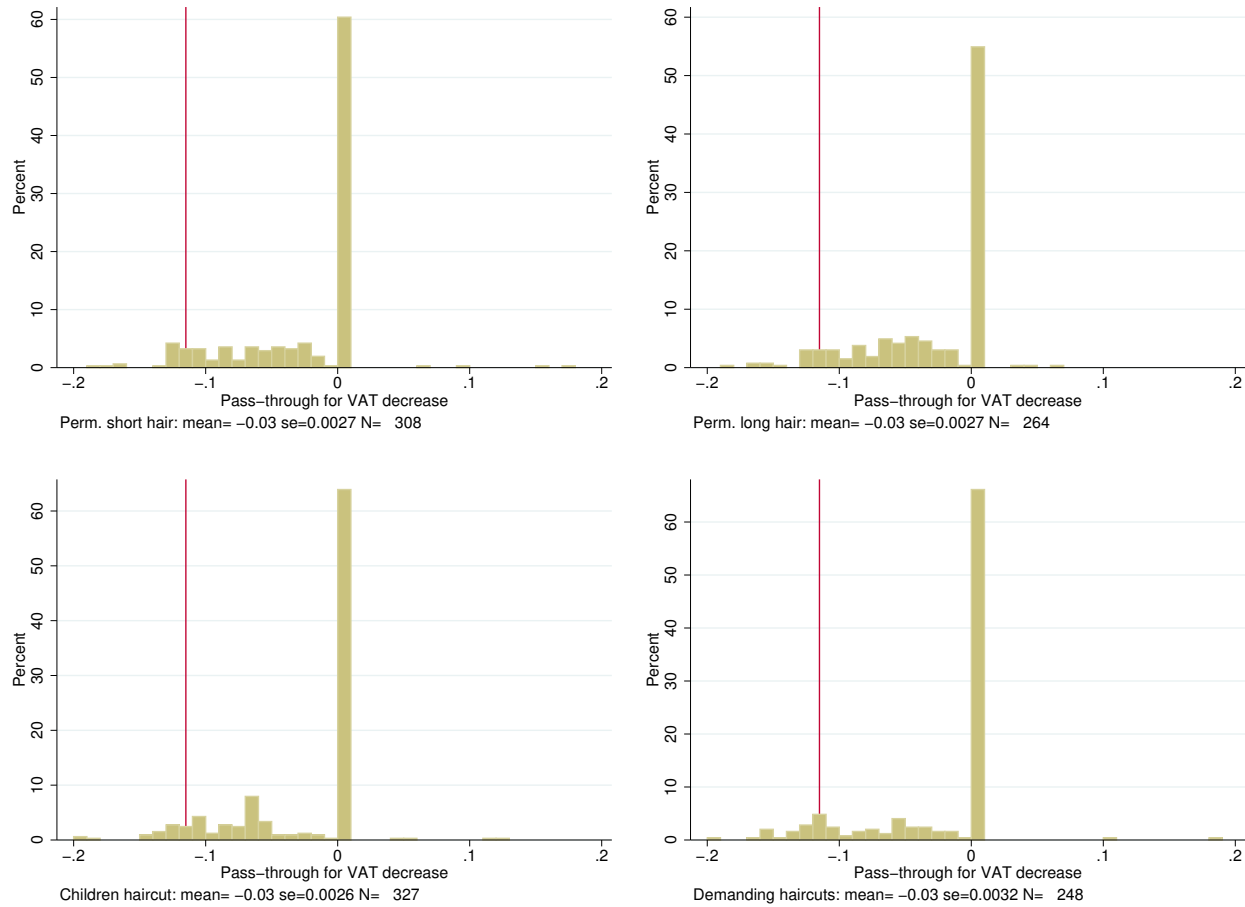 60
50
40
30
20
10
0
Percent
−.2 −.1 0 .1 .2
Pass−through for VAT decrease
Perm. short hair: mean= −0.03 se=0.0027 N= 308
60
50
40
30
20
10
0
Percent
−.2 −.1 0 .1 .2
Pass−through for VAT decrease
Perm. long hair: mean= −0.03 se=0.0027 N= 264
60
50
40
30
20
10
0
Percent
−.2 −.1 0 .1 .2
Pass−through for VAT decrease
Children haircut: mean= −0.03 se=0.0026 N= 327
60
50
40
30
20
10
0
Percent
−.2 −.1 0 .1 .2
Pass−through for VAT decrease
Demanding haircuts: mean= −0.03 se=0.0032 N= 248